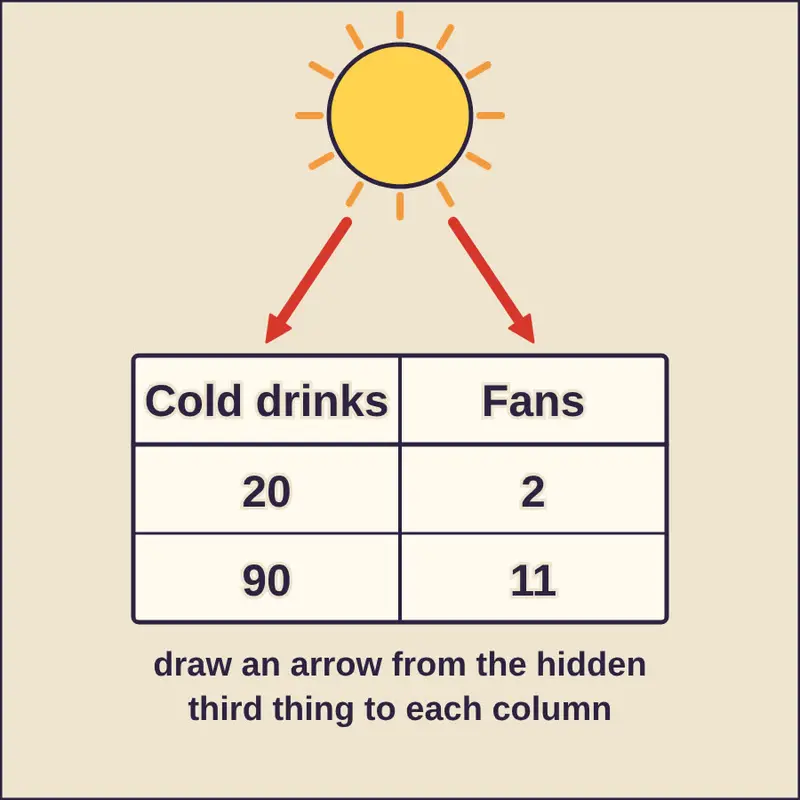 Cold drinks Fans
20 2
90 11
draw an arrow from the hidden
third thing to each column